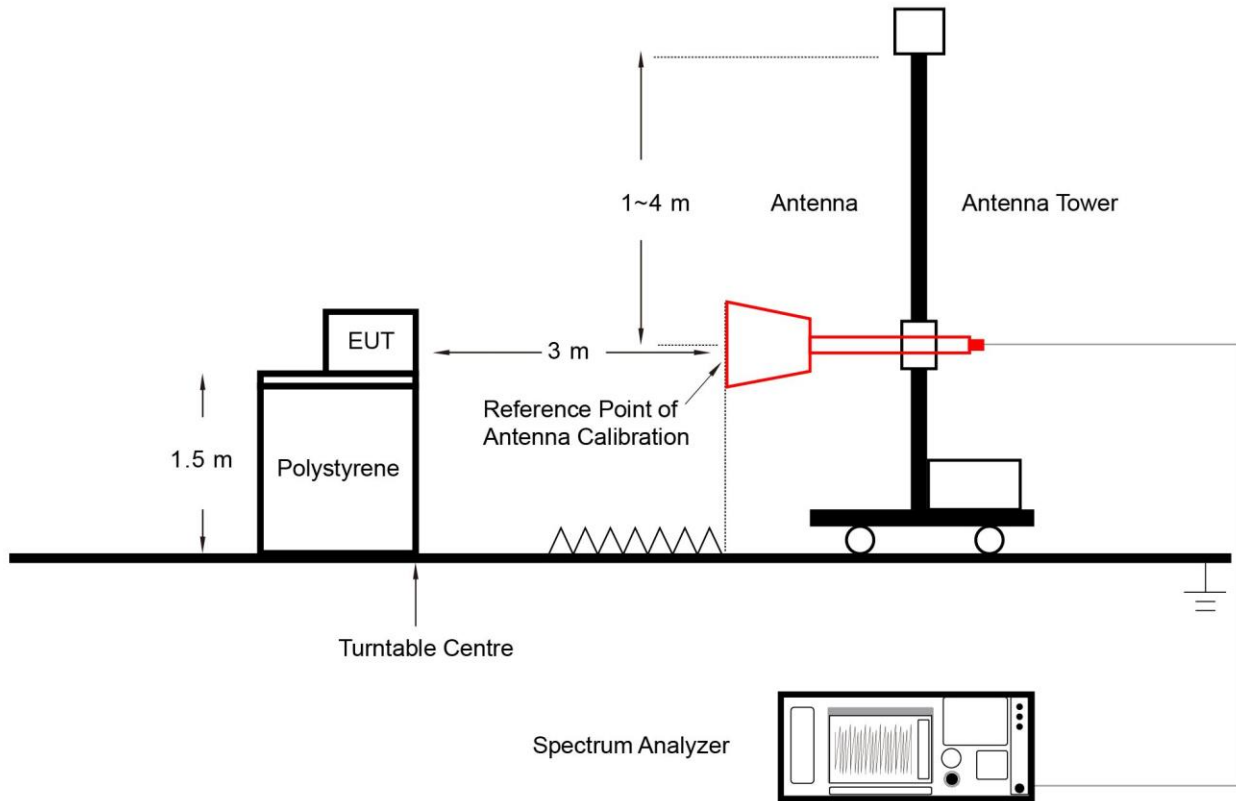 1~4 m
Antenna
Antenna Tower
EUT
3 m
Reference Point of
Antenna Calibration
1.5 m
Polystyrene
Turntable Centre
Spectrum Analyzer